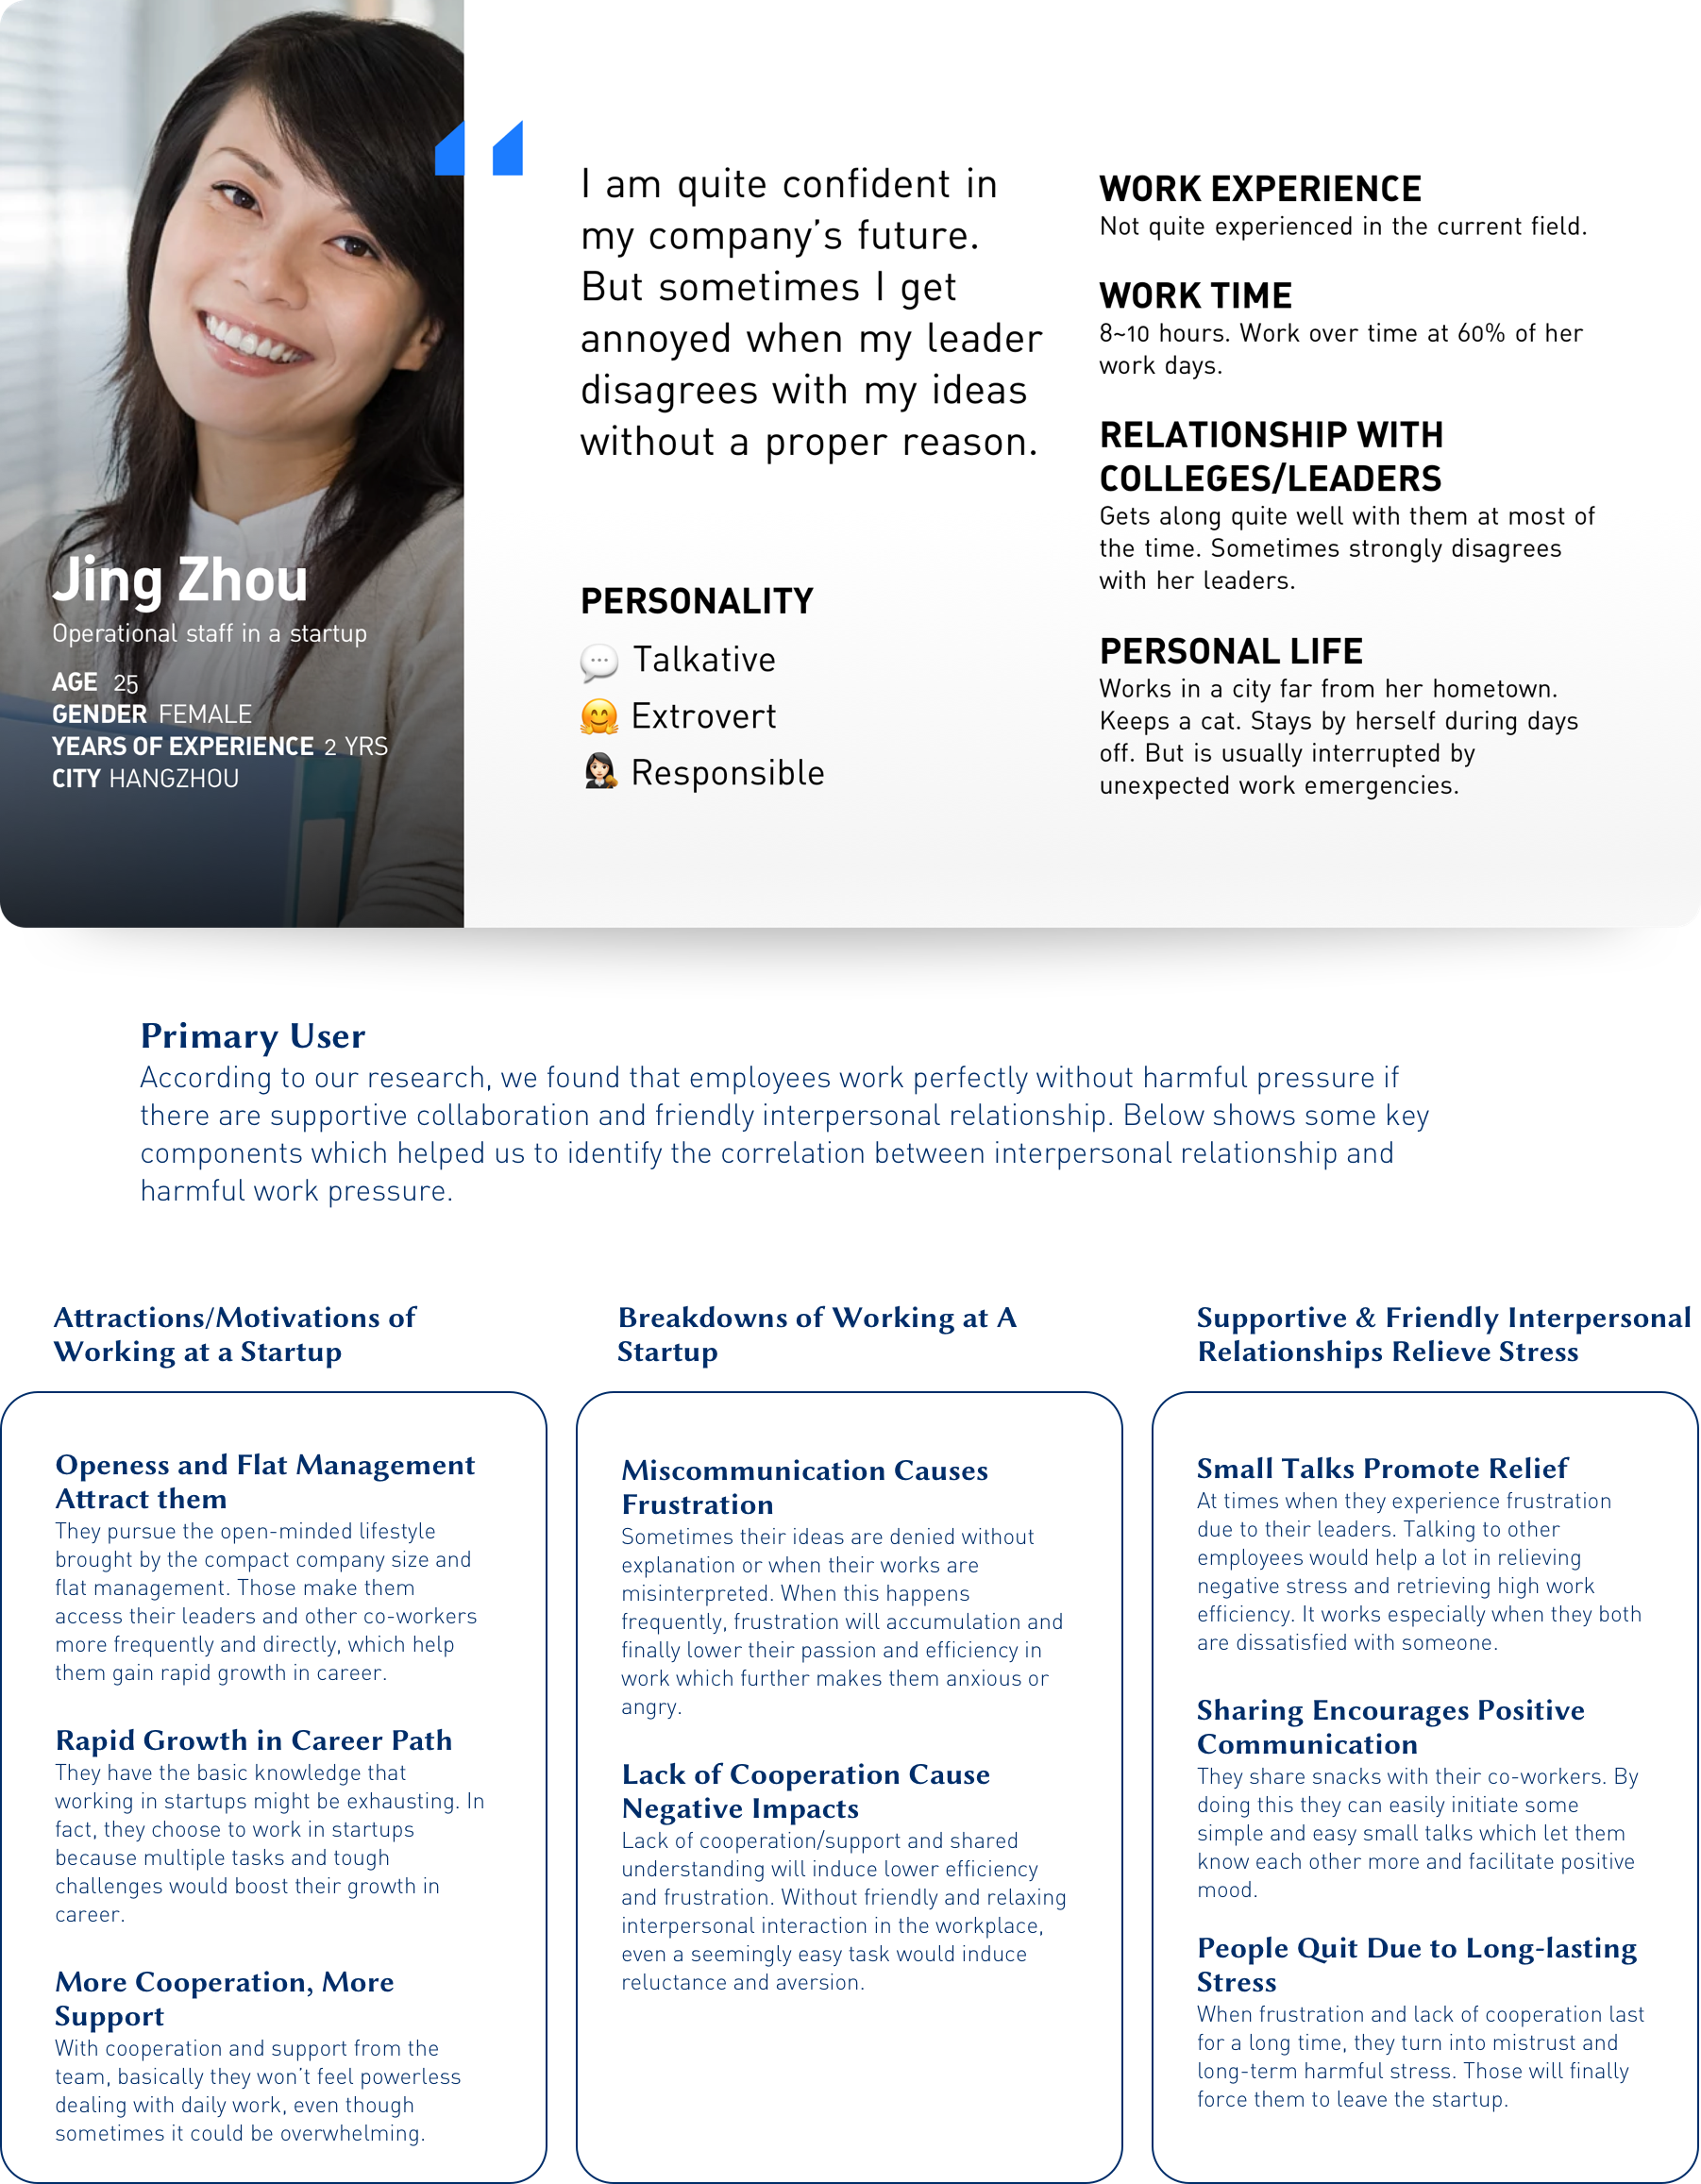 Jing Zhou
Operational staff in a startup
AGE 25
GENDER FEMALE
YEARS OF EXPERIENCE 2 YRS
CITY HANGZHOU
I am quite confident in
my company’s future.
But sometimes I get
annoyed when my leader
disagrees with my ideas
without a proper reason.
PERSONALITY
Talkative
Extrovert
Responsible
WORK EXPERIENCE
Not quite experienced in the current field.
WORK TIME
8~10 hours. Work over time at 60% of her
work days.
RELATIONSHIP WITH
COLLEGES/LEADERS
Gets along quite well with them at most of
the time. Sometimes strongly disagrees
with her leaders.
PERSONAL LIFE
Works in a city far from her hometown.
Keeps a cat. Stays by herself during days
off. But is usually interrupted by
unexpected work emergencies.
Primary User
According to our research, we found that employees work perfectly without harmful pressure if
there are supportive collaboration and friendly interpersonal relationship. Below shows some key
components which helped us to identify the correlation between interpersonal relationship and
harmful work pressure.
Attractions/Motivations of
Working at a Startup
Openess and Flat Management
Attract them
They pursue the open-minded lifestyle
brought by the compact company size and
flat management. Those make them
access their leaders and other co-workers
more frequently and directly, which help
them gain rapid growth in career.
Rapid Growth in Career Path
They have the basic knowledge that
working in startups might be exhausting. In
fact, they choose to work in startups
because multiple tasks and tough
challenges would boost their growth in
career.
More Cooperation, More
Support
With cooperation and support from the
team, basically they won’t feel powerless
dealing with daily work, even though
sometimes it could be overwhelming.
Breakdowns of Working at A
Startup
Miscommunication Causes
Frustration
Sometimes their ideas are denied without
explanation or when their works are
misinterpreted. When this happens
frequently, frustration will accumulation and
finally lower their passion and efficiency in
work which further makes them anxious or
angry.
Lack of Cooperation Cause
Negative Impacts
Lack of cooperation/support and shared
understanding will induce lower efficiency
and frustration. Without friendly and relaxing
interpersonal interaction in the workplace,
even a seemingly easy task would induce
reluctance and aversion.
Supportive & Friendly Interpersonal
Relationships Relieve Stress
Small Talks Promote Relief
At times when they experience frustration
due to their leaders. Talking to other
employees would help a lot in relieving
negative stress and retrieving high work
efficiency. It works especially when they both
are dissatisfied with someone.
Sharing Encourages Positive
Communication
They share snacks with their co-workers. By
doing this they can easily initiate some
simple and easy small talks which let them
know each other more and facilitate positive
mood.
People Quit Due to Long-lasting
Stress
When frustration and lack of cooperation last
for a long time, they turn into mistrust and
long-term harmful stress. Those will finally
force them to leave the startup.